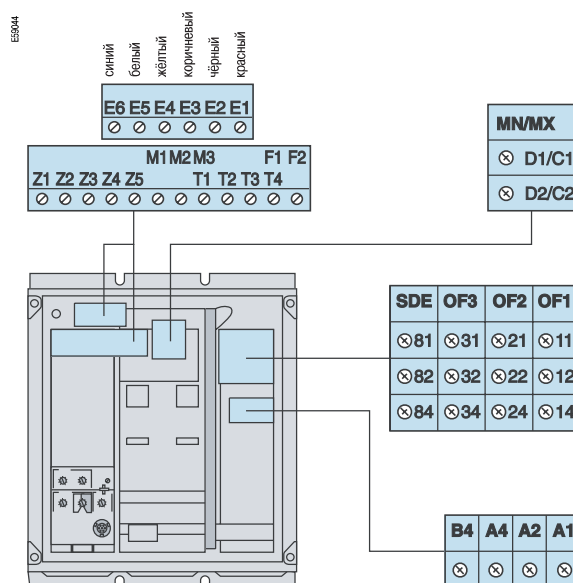 E59044
синий
белый
жёлтый
коричневый
чёрный
красный
E6 E5 E4 E3 E2 E1
M1 M2 M3 F1 F2
Z1 Z2 Z3 Z4 Z5 T1 T2 T3 T4
MN/MX
D1/C1
D2/C2
SDE OF3 OF2 OF1
81 31 21 11
82 32 22 12
84 34 24 14
B4 A4 A2 A1